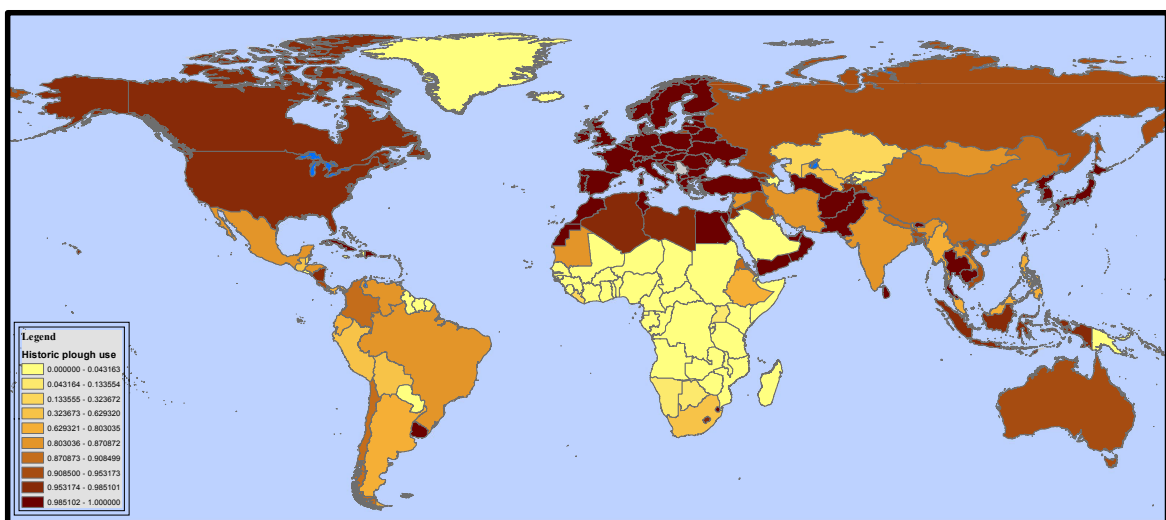 Legend
Historic plough use
0.000000 - 0.043163
0.043164 - 0.133554
0.133555 - 0.323672
0.323673 - 0.629320
0.629321 - 0.803035
0.803036 - 0.870872
0.870873 - 0.908499
0.908500 - 0.953173
0.953174 - 0.985101
0.985102 - 1.000000